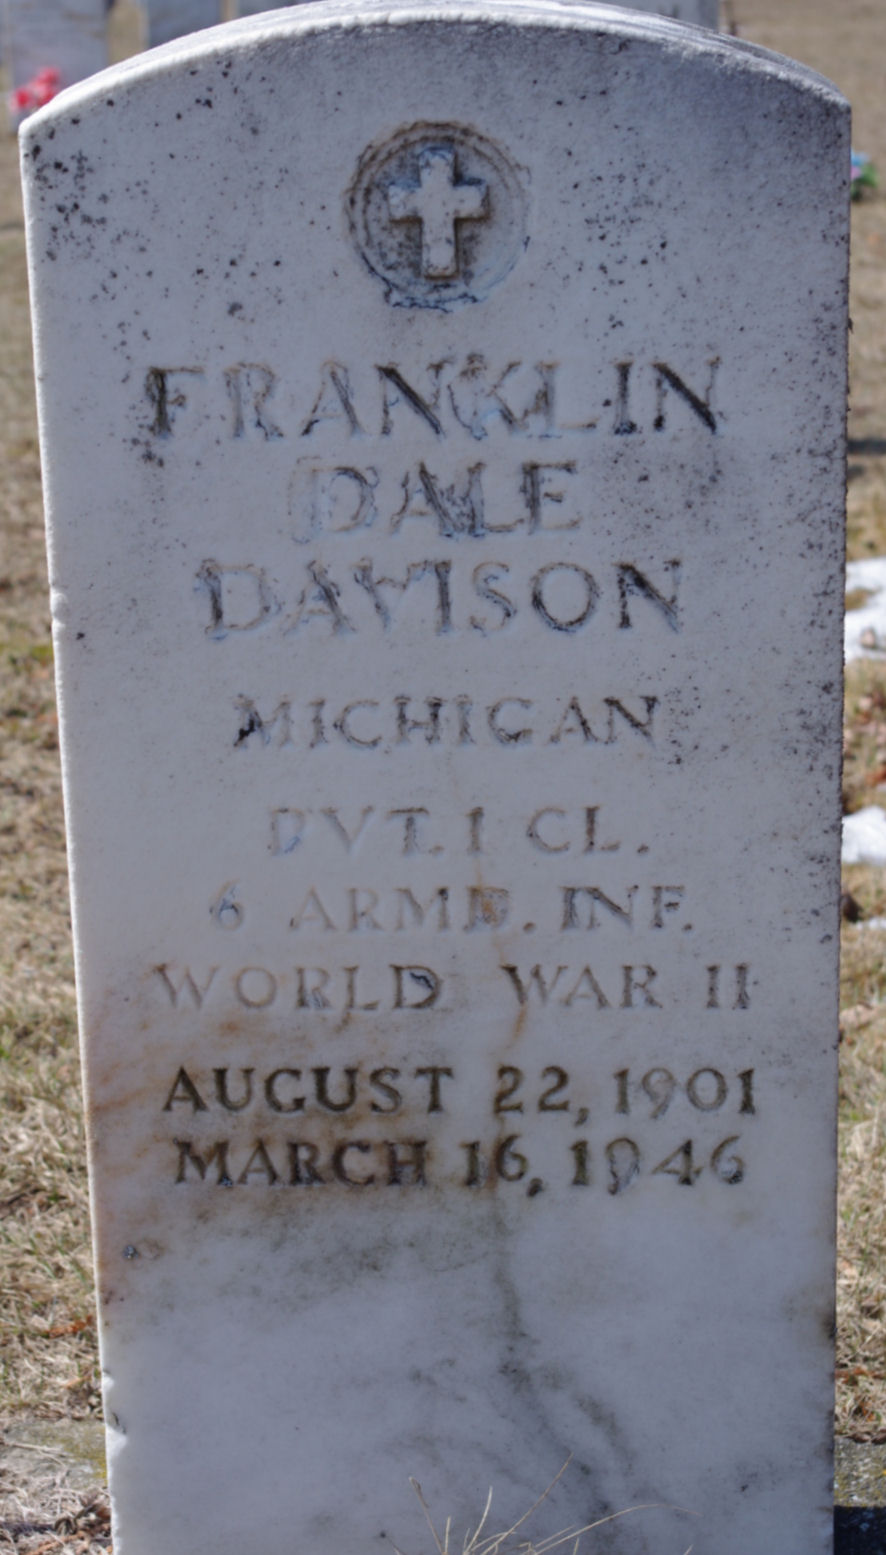 FRANKLIN
DALE
DAVISON
MICHIGAN
PVT. 1 CL.
6 ARMD. INF.
WORLD WAR II
AUGUST 22, 1901
MARCH 16, 1946